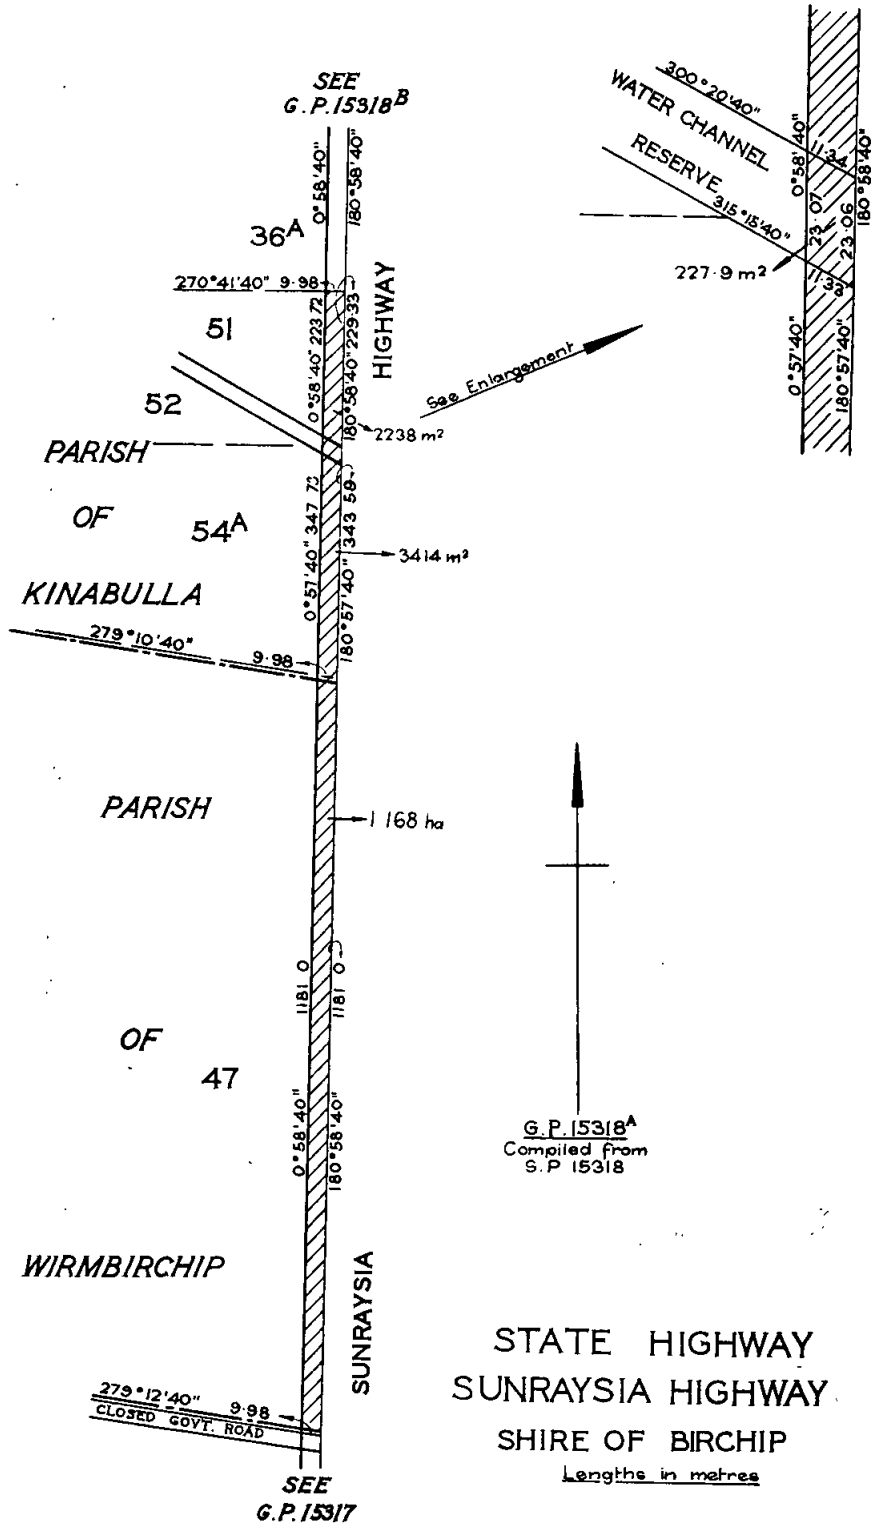 SEE
G.P.15318B
0°58'40"
180°58'40"
36A
270°41'40" 9·98
51
0°58'40" 223 72
180°58'40" 229·33
HIGHWAY
52
2238 m²
See Enlargement
PARISH
OF
54A
0°57'40" 347 73
180°57'40" 343 59
3414 m²
KINABULLA
279°10'40" 9·98
PARISH
1 168 ha
1181 0
1181 0
OF
47
0°58'40"
180°58'40"
WIRMBIRCHIP
SUNRAYSIA
279°12'40" 9·98
CLOSED GOVT. ROAD
SEE
G.P.15317
300°20'40"
WATER CHANNEL
RESERVE
315°15'40"
0°58'40"
11·34
180°58'40"
23·07
23·06
227·9 m²
11·33
0°57'40"
180°57'40"
G.P.15318A
Compiled from
S.P 15318
STATE HIGHWAY
SUNRAYSIA HIGHWAY
SHIRE OF BIRCHIP
Lengths in metres